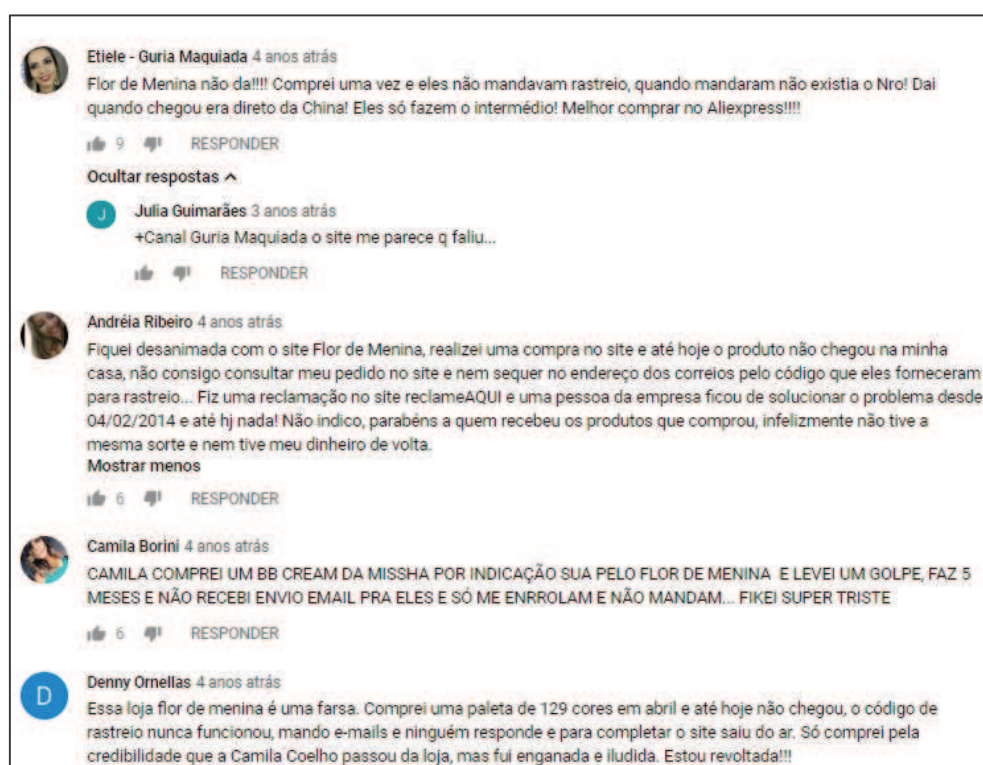 Etiele - Guria Maquiada 4 anos atrás
Flor de Menina não da!!!! Comprei uma vez e eles não mandavam rastreio, quando mandaram não existia o Nro! Dai
quando chegou era direto da China! Eles só fazem o intermédio! Melhor comprar no Aliexpress!!!!
9 RESPONDER
Ocultar respostas
J
Julia Guimarães 3 anos atrás
+Canal Guria Maquiada o site me parece q faliu...
RESPONDER
Andréia Ribeiro 4 anos atrás
Fiquei desanimada com o site Flor de Menina, realizei uma compra no site e até hoje o produto não chegou na minha
casa, não consigo consultar meu pedido no site e nem sequer no endereço dos correios pelo código que eles forneceram
para rastreio... Fiz uma reclamação no site reclameAQUI e uma pessoa da empresa ficou de solucionar o problema desde
04/02/2014 e até hj nada! Não indico, parabéns a quem recebeu os produtos que comprou, infelizmente não tive a
mesma sorte e nem tive meu dinheiro de volta.
Mostrar menos
6 RESPONDER
Camila Borini 4 anos atrás
CAMILA COMPREI UM BB CREAM DA MISSHA POR INDICAÇÃO SUA PELO FLOR DE MENINA E LEVEI UM GOLPE, FAZ 5
MESES E NÃO RECEBI ENVIO EMAIL PRA ELES E SÓ ME ENRROLAM E NÃO MANDAM... FIKEI SUPER TRISTE
6 RESPONDER
D
Denny Ornellas 4 anos atrás
Essa loja flor de menina é uma farsa. Comprei uma paleta de 129 cores em abril e até hoje não chegou, o código de
rastreio nunca funcionou, mando e-mails e ninguém responde e para completar o site saiu do ar. Só comprei pela
credibilidade que a Camila Coelho passou da loja, mas fui enganada e iludida. Estou revoltada!!!